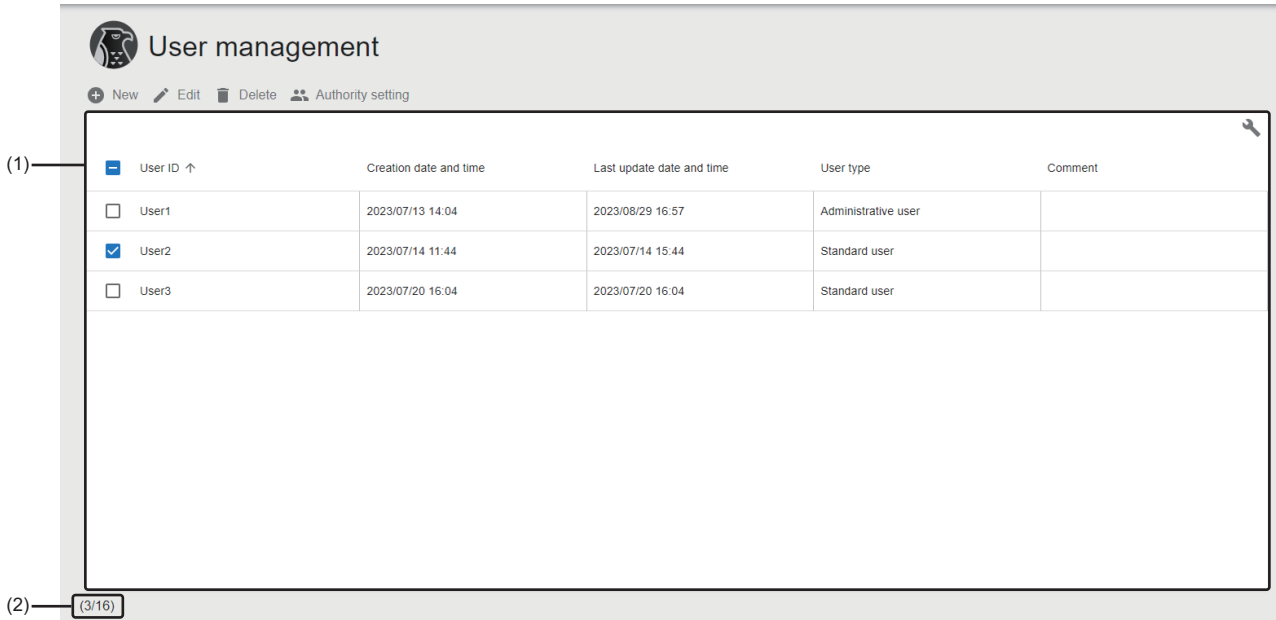 User management
New Edit Delete Authority setting
(1)
User ID Creation date and time Last update date and time User type Comment
User1 2023/07/13 14:04 2023/08/29 16:57 Administrative user
User2 2023/07/14 11:44 2023/07/14 15:44 Standard user
User3 2023/07/20 16:04 2023/07/20 16:04 Standard user
(2) (3/16)